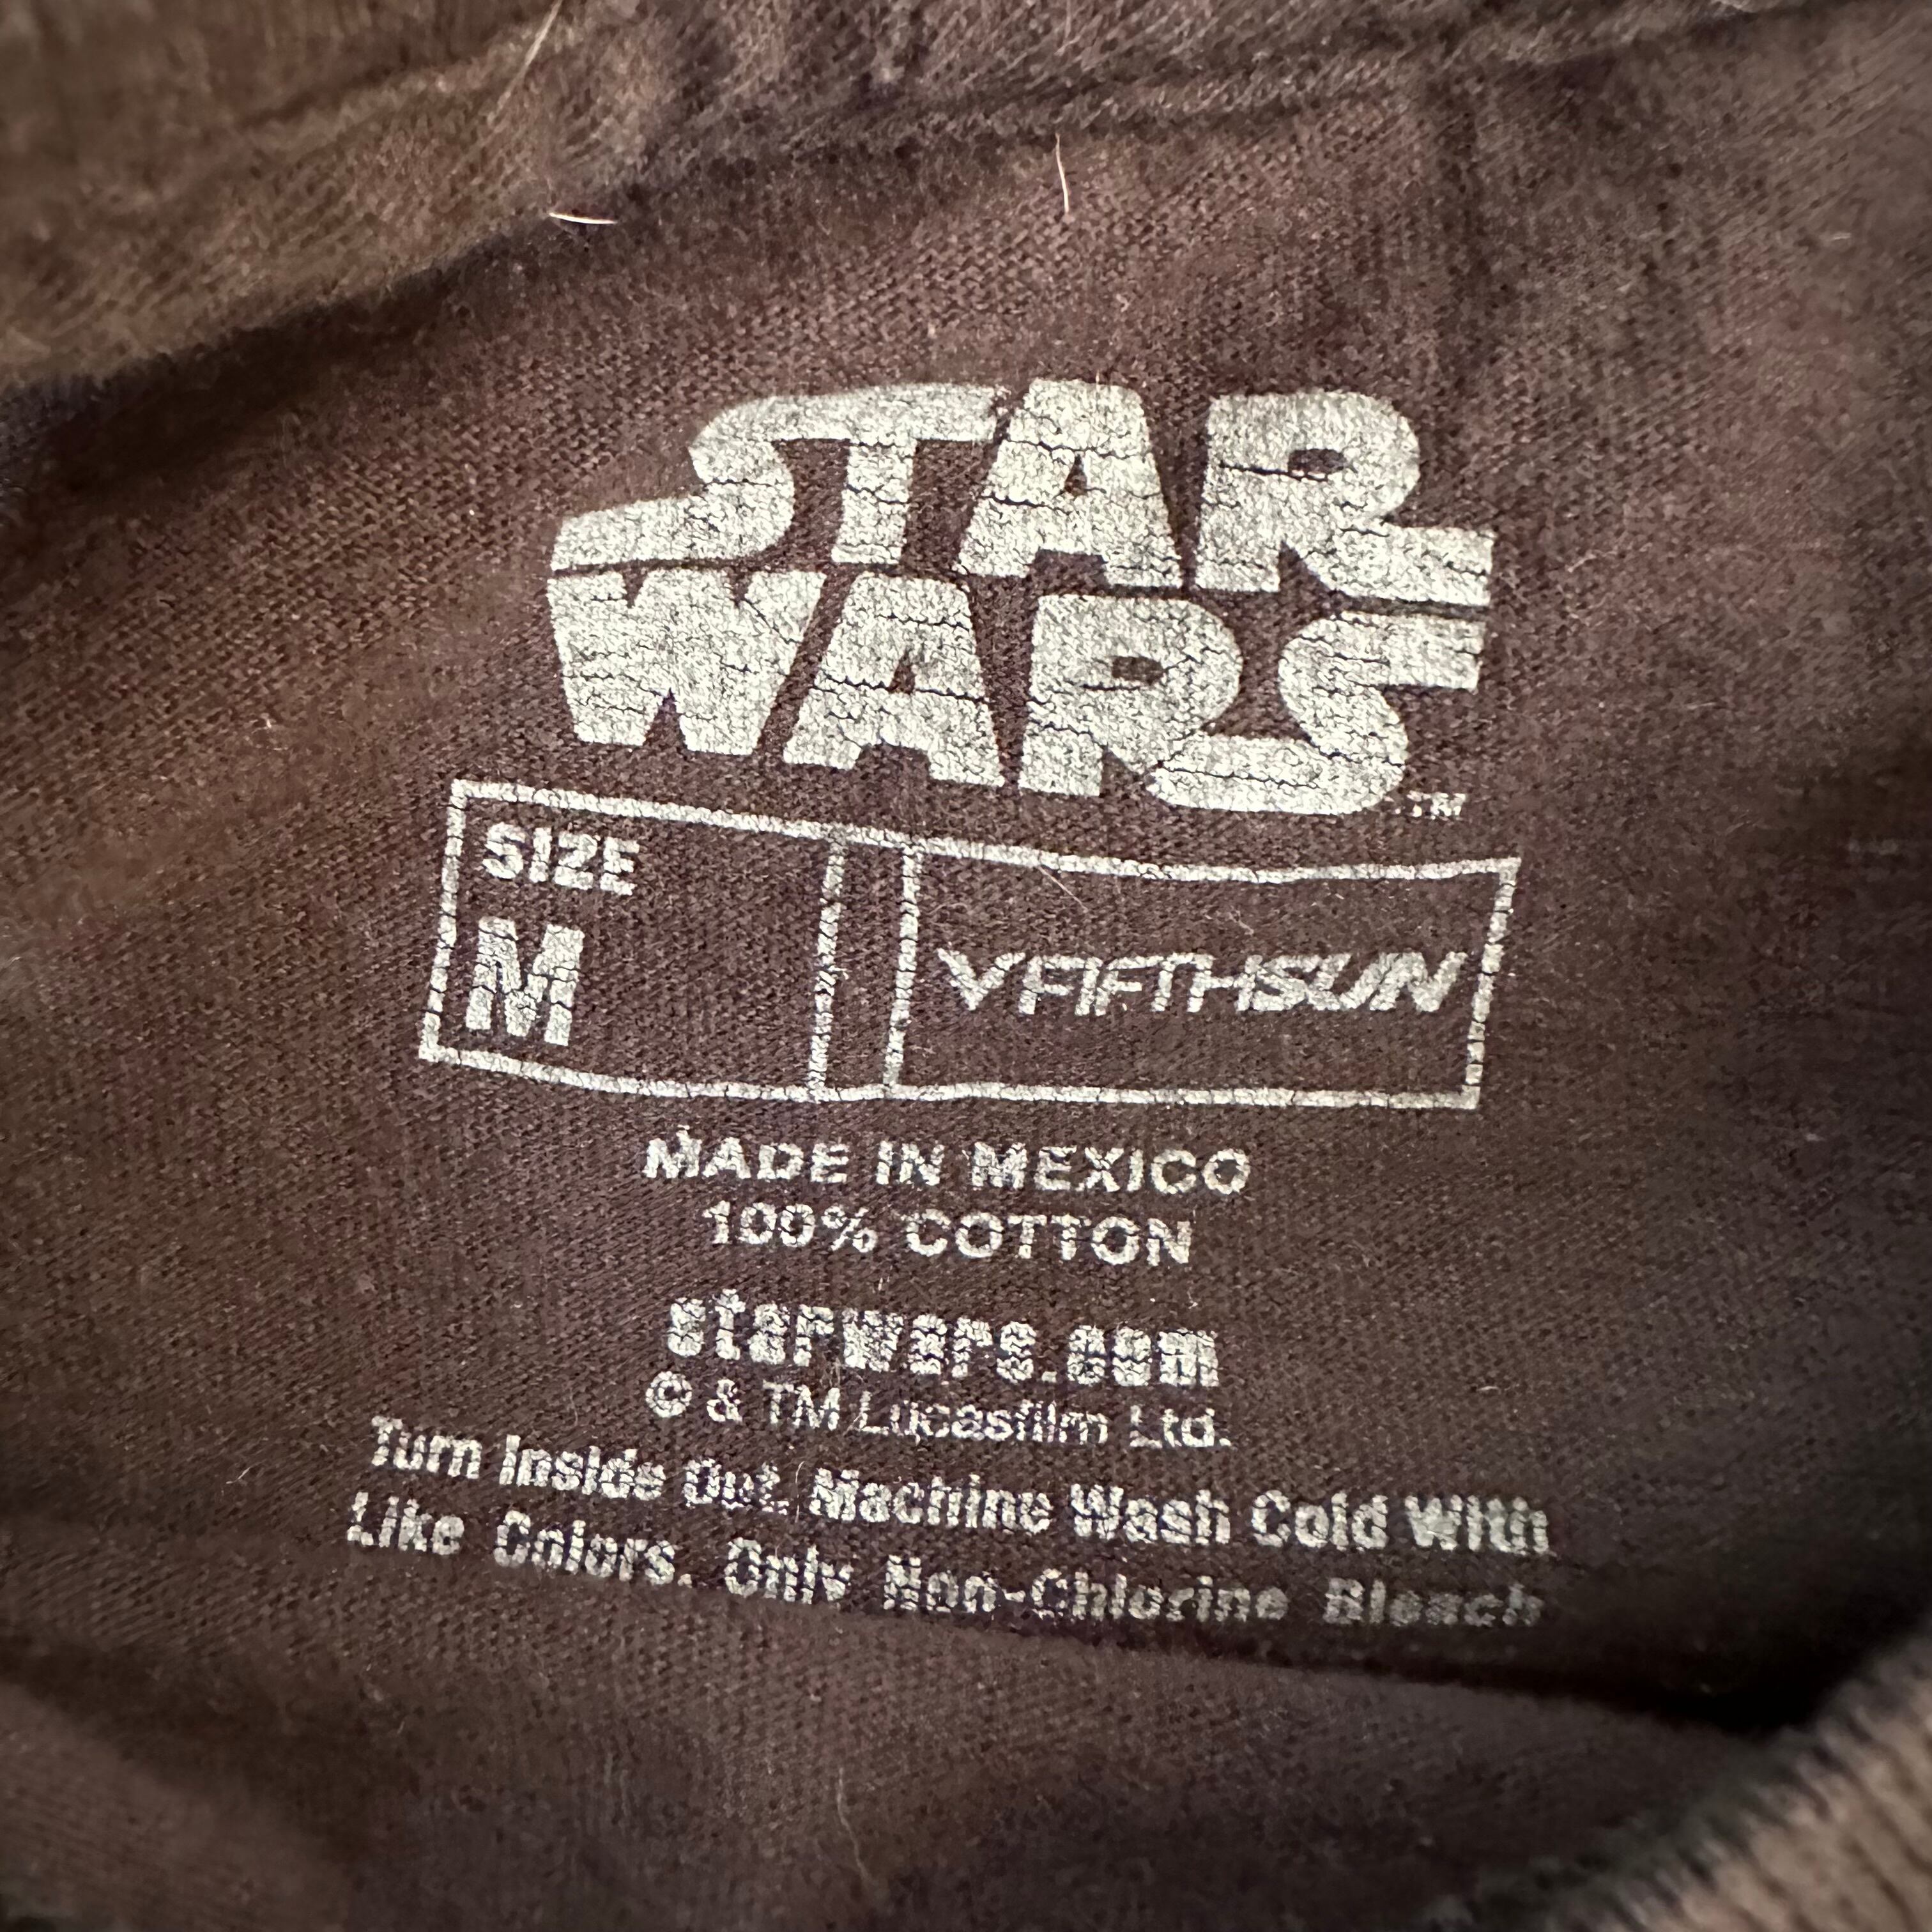 STAR
WARS
™
SIZE
M
FIFTHSUN
MADE IN MEXICO
100% COTTON
starwars.com
© & TM Lucasfilm Ltd.
Turn Inside Out. Machine Wash Cold With
Like Colors. Only Non-Chlorine Bleach